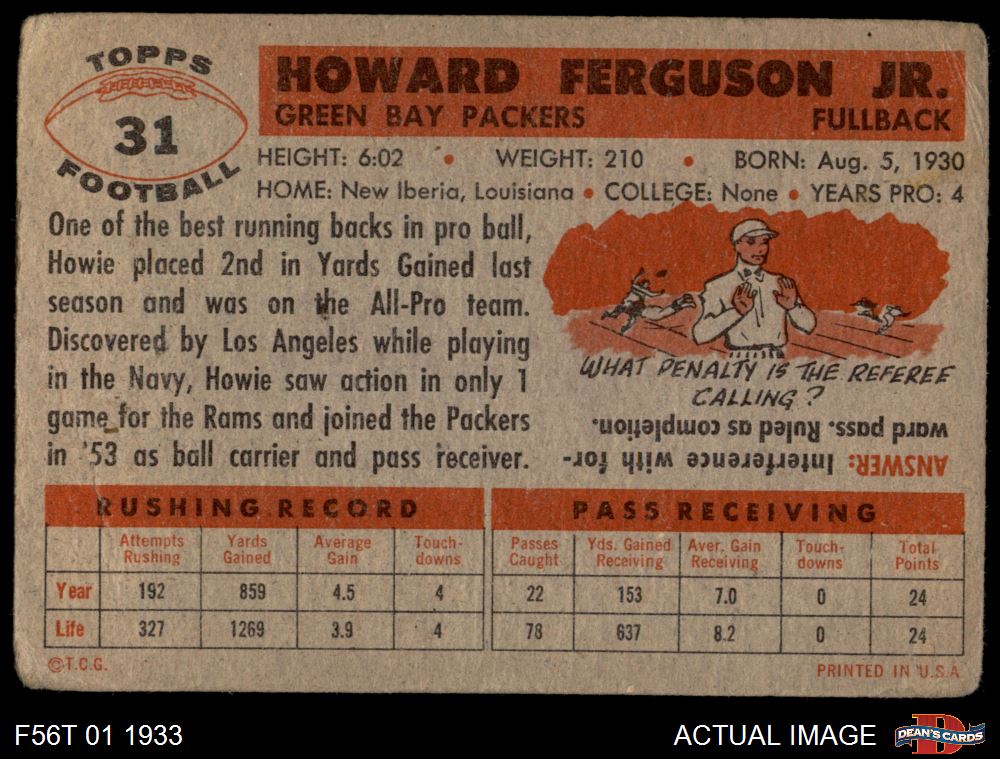 TOPPS
31
FOOTBALL
HOWARD FERGUSON JR.
GREEN BAY PACKERS FULLBACK
HEIGHT: 6:02 • WEIGHT: 210 • BORN: Aug. 5, 1930
HOME: New Iberia, Louisiana • COLLEGE: None • YEARS PRO: 4
One of the best running backs in pro ball,
Howie placed 2nd in Yards Gained last
season and was on the All-Pro team.
Discovered by Los Angeles while playing
in the Navy, Howie saw action in only 1
game for the Rams and joined the Packers
in '53 as ball carrier and pass receiver.
WHAT PENALTY IS THE REFEREE
CALLING?
ANSWER: Interference with for-
ward pass. Ruled as completion.
RUSHING RECORD
Attempts Rushing Yards Gained Average Gain Touch-downs
Year 192 859 4.5 4
Life 327 1269 3.9 4
PASS RECEIVING
Passes Caught Yds. Gained Receiving Aver. Gain Receiving Touch-downs Total Points
22 153 7.0 0 24
78 637 8.2 0 24
©T.C.G. PRINTED IN U.S.A.
F56T 01 1933 ACTUAL IMAGE DEAN'S CARDS